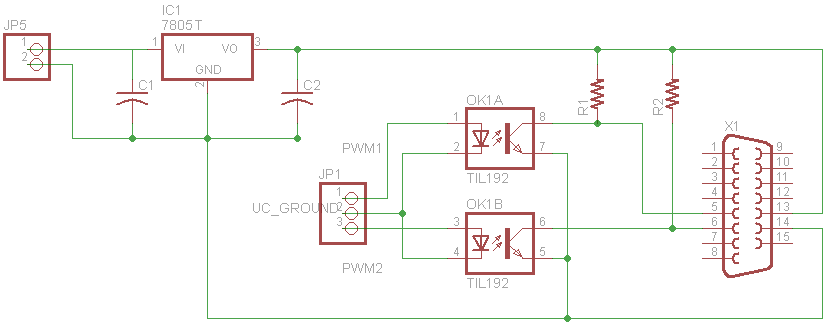 IC1
7805T
JP5
1
2
1
VI
VO
3
GND
2
C1
C2
OK1A
1
2
8
7
TIL192
R1
R2
X1
1
2
3
4
5
6
7
8
9
10
11
12
13
14
15
PWM1
JP1
1
UC_GROUND
2
3
PWM2
OK1B
3
4
6
5
TIL192